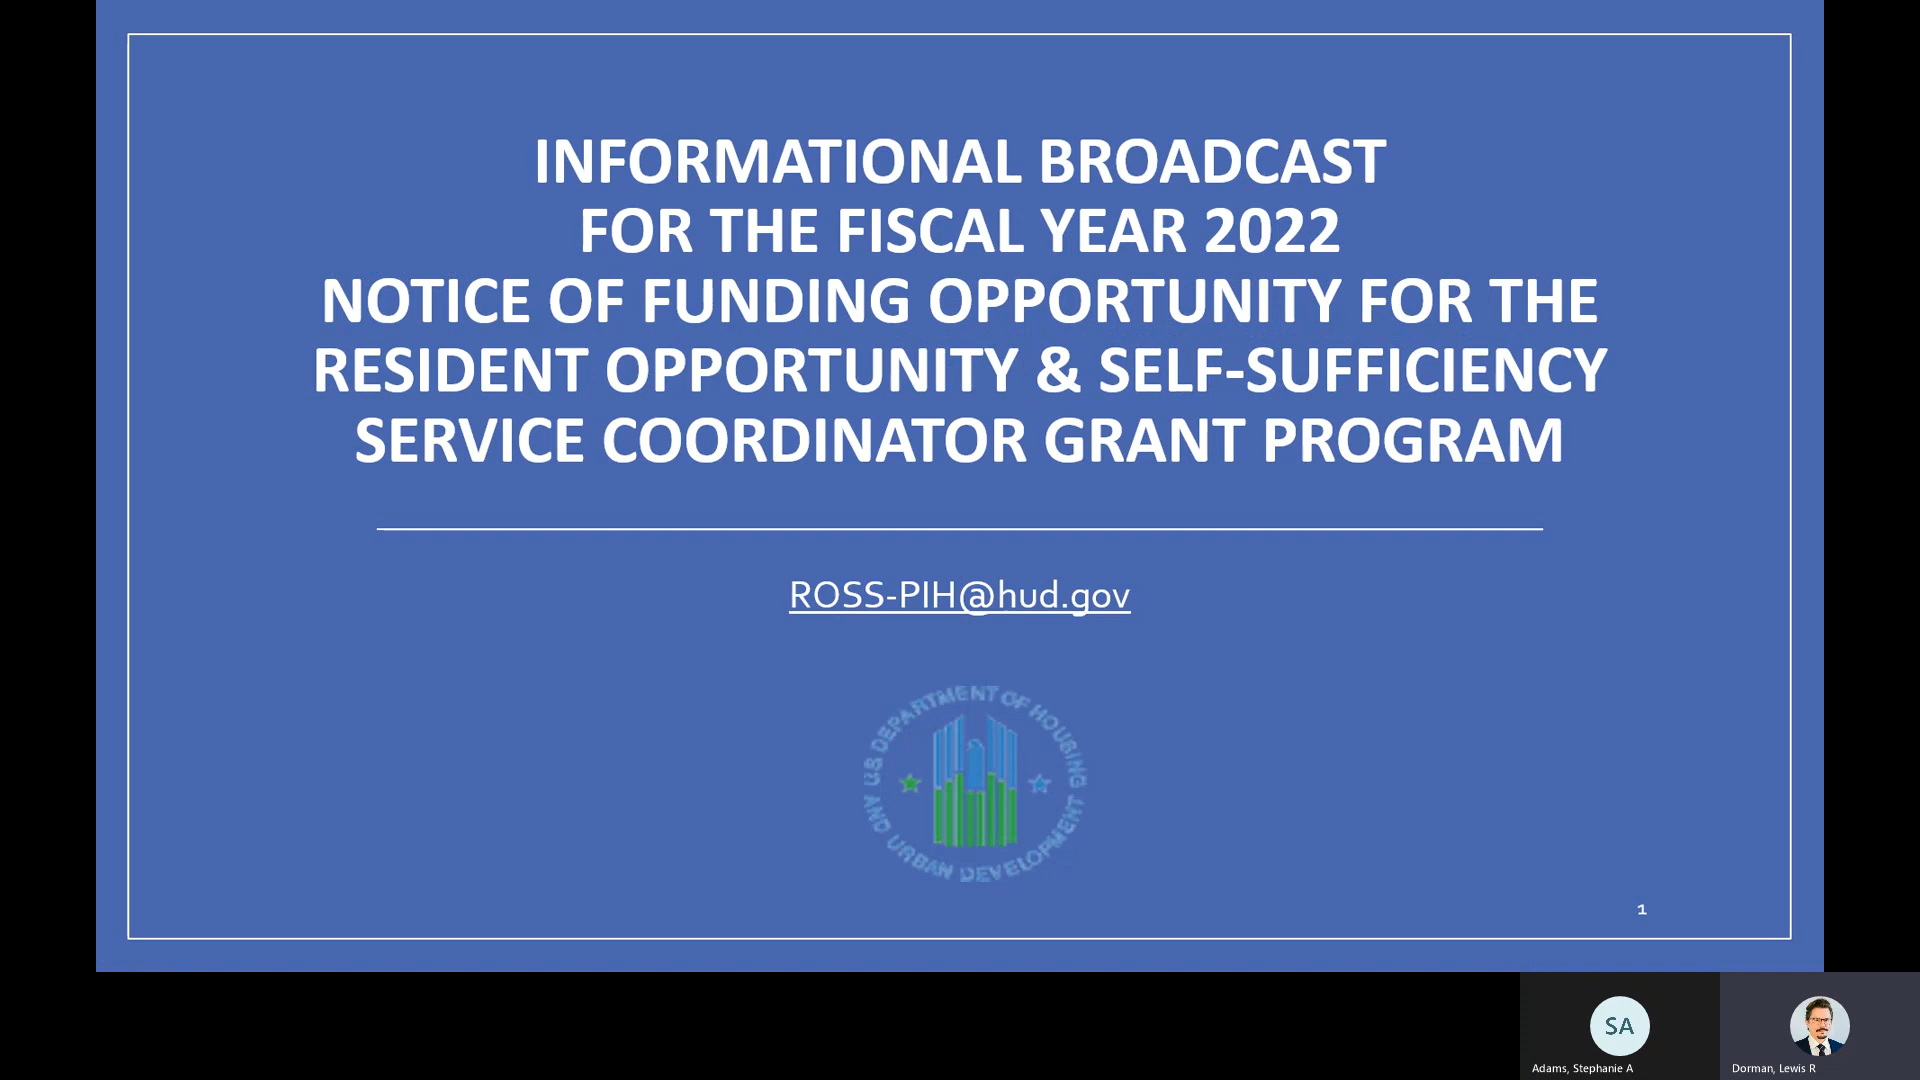 INFORMATIONAL BROADCAST
FOR THE FISCAL YEAR 2022
NOTICE OF FUNDING OPPORTUNITY FOR THE
RESIDENT OPPORTUNITY & SELF-SUFFICIENCY
SERVICE COORDINATOR GRANT PROGRAM
ROSS-PIH@hud.gov
US DEPARTMENT OF HOUSING
AND URBAN DEVELOPMENT
1
SA
Adams, Stephanie A
Dorman, Lewis R